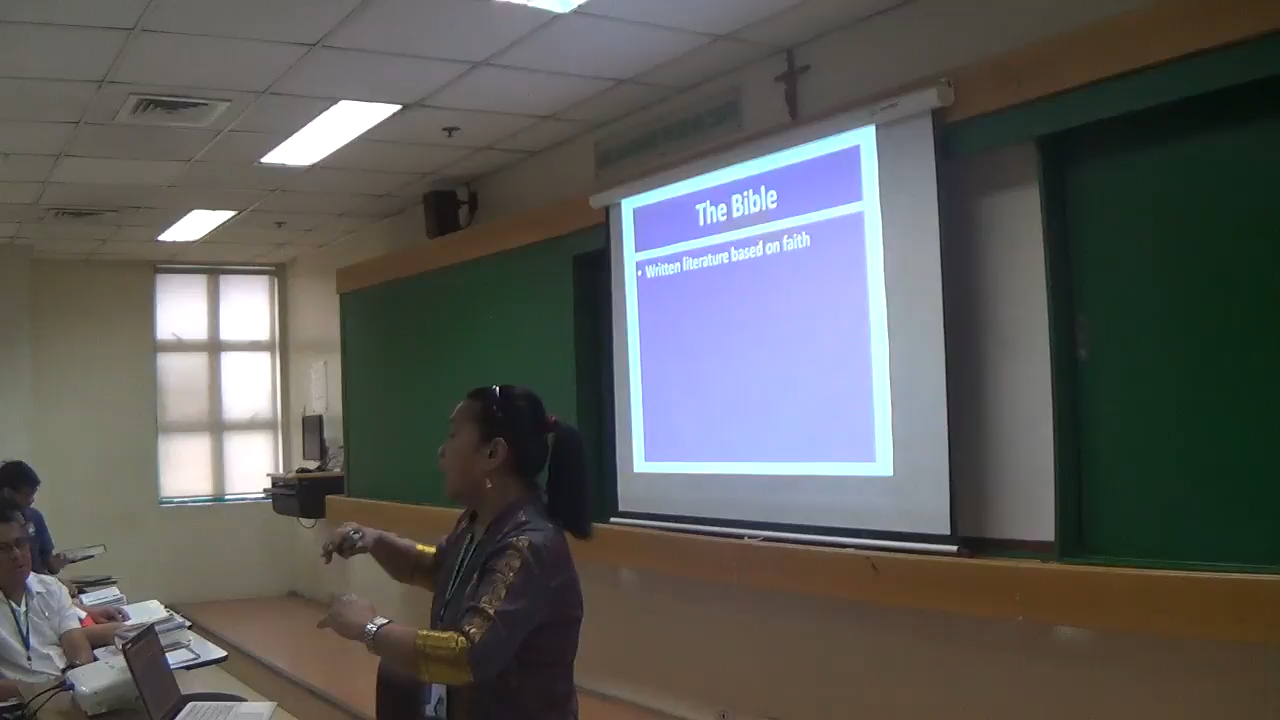 The Bible
• Written literature based on faith